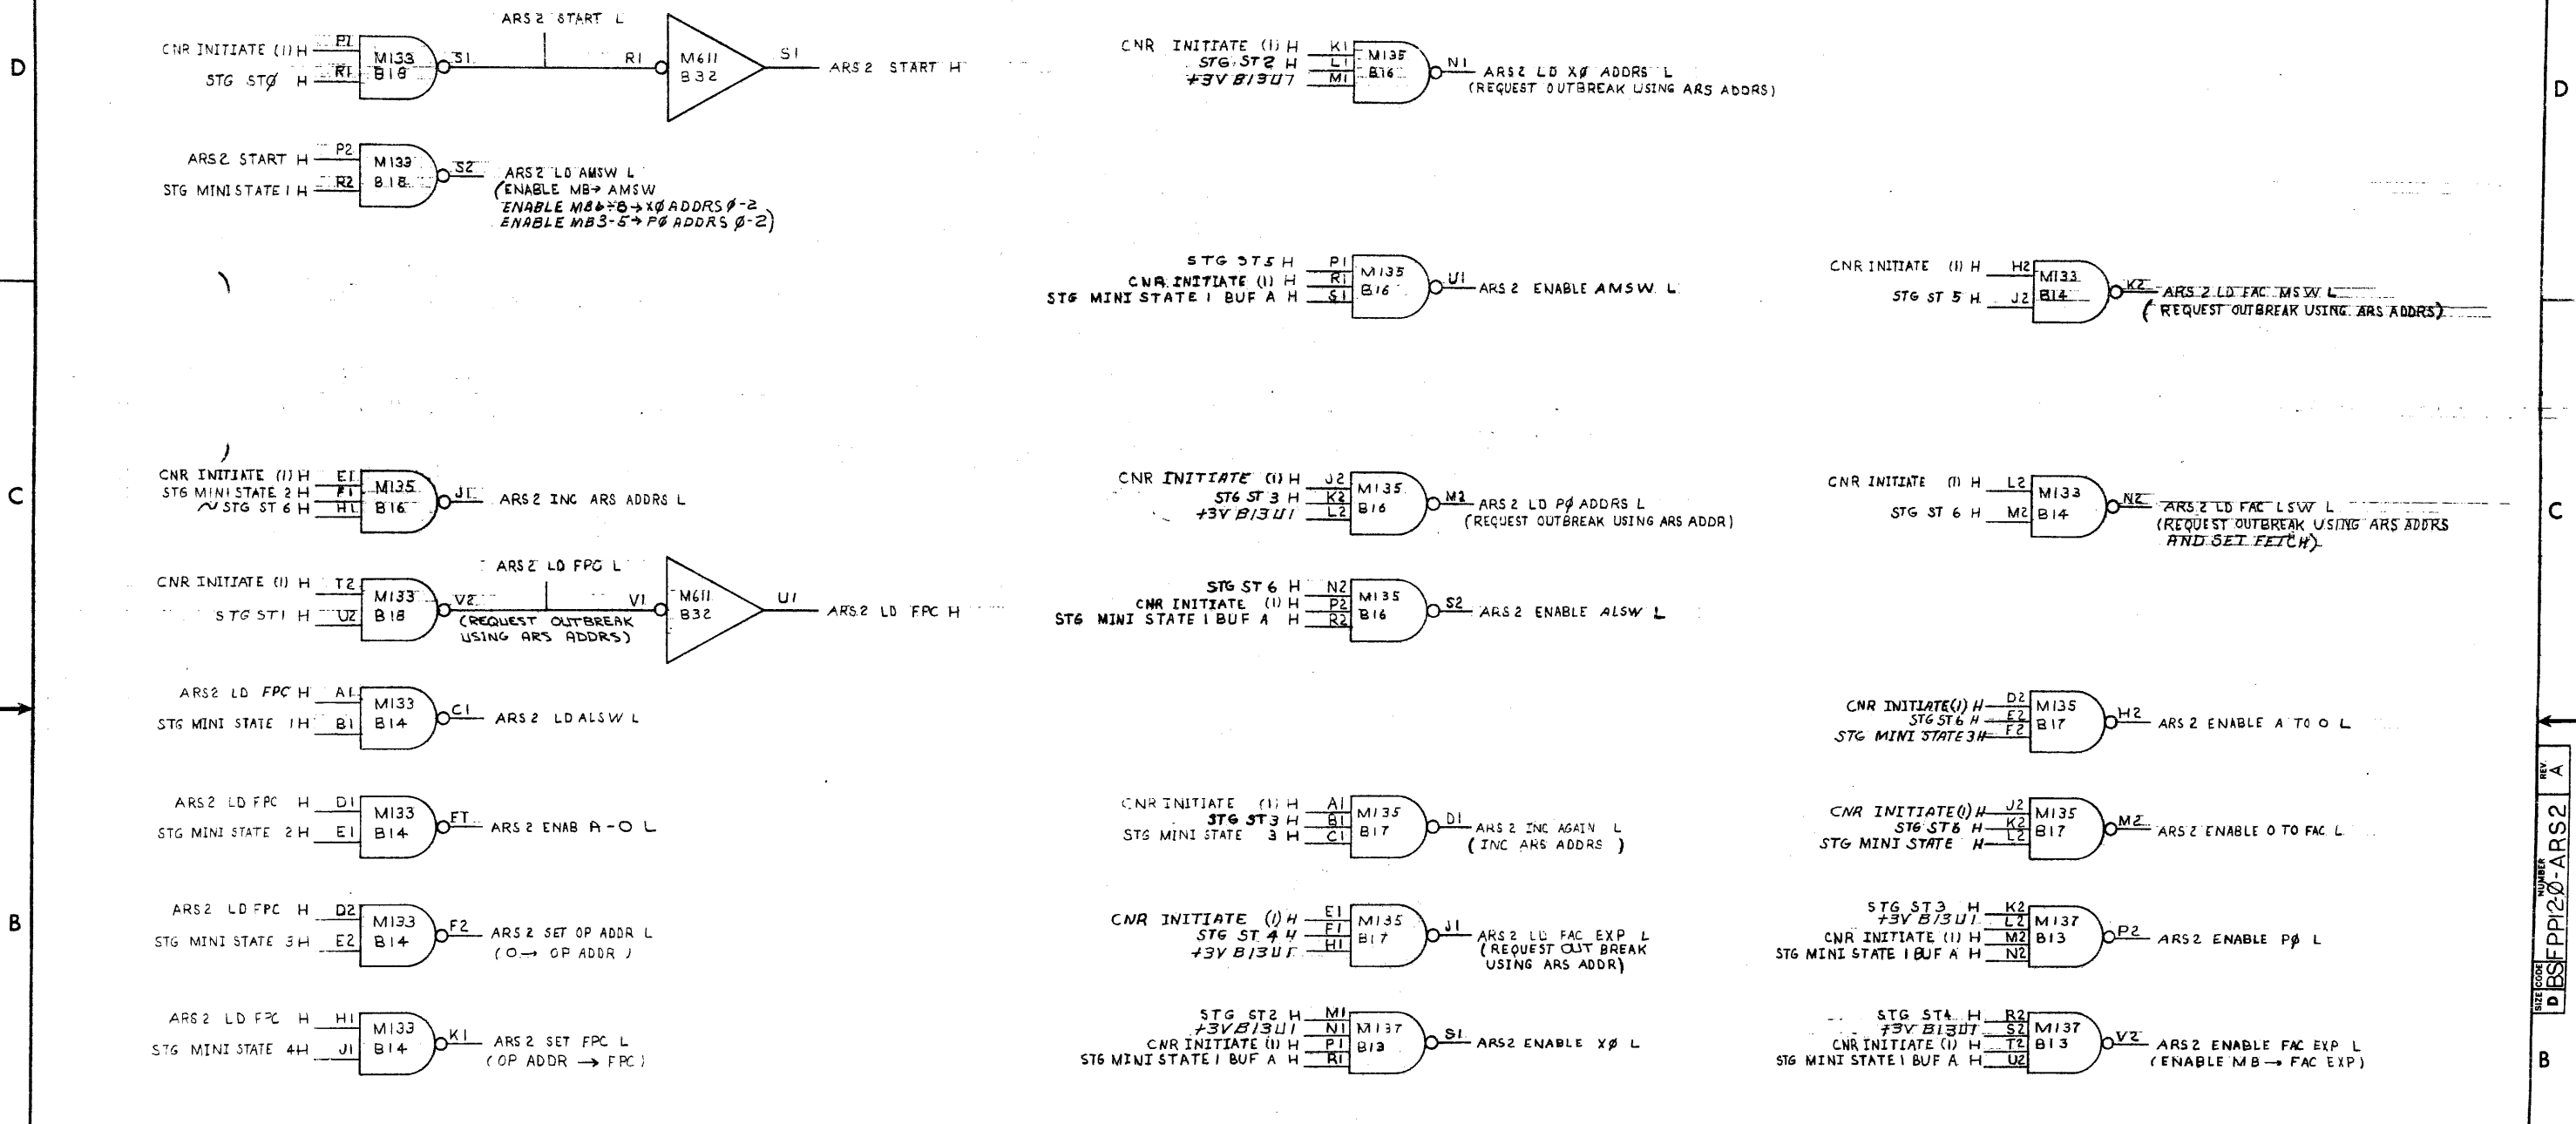 D
CNR INITIATE (1) H P1
STG STØ H R1
M133
B18
S1
ARS2 START L
R1
M611
B32
S1
ARS2 START H
ARS2 START H P2
STG MINI STATE 1 H R2
M133
B18
S2
ARS2 LD AMSW L
(ENABLE MB→ AMSW
ENABLE MB6-8→XØ ADDRS Ø-2
ENABLE MB3-5→ PØ ADDRS Ø-2)
CNR INITIATE (1) H K1
STG ST2 H L1
+3V B13U1 M1
M135
B16
N1
ARS2 LD XØ ADDRS L
(REQUEST OUTBREAK USING ARS ADDRS)
D
STG ST5 H P1
CNR INITIATE (1) H R1
STG MINI STATE 1 BUF A H S1
M135
B16
U1
ARS2 ENABLE AMSW L
CNR INITIATE (1) H H2
STG ST 5 H J2
M133
B14
K2
ARS 2 LD FAC MSW L
(REQUEST OUTBREAK USING ARS ADDRS)
C
CNR INITIATE (1) H E1
STG MINI STATE 2 H F1
~STG ST 6 H H1
M135
B16
J1
ARS2 INC ARS ADDRS L
CNR INITIATE (1) H J2
STG ST 3 H K2
+3V B13U1 L2
M135
B16
M2
ARS2 LD PØ ADDRS L
(REQUEST OUTBREAK USING ARS ADDR)
CNR INITIATE (1) H L2
STG ST 6 H M2
M133
B14
N2
ARS2 LD FAC LSW L
(REQUEST OUTBREAK USING ARS ADDRS
AND SET FETCH)
C
CNR INITIATE (1) H T2
STG ST1 H U2
M133
B18
V2
ARS2 LD FPC L
(REQUEST OUTBREAK
USING ARS ADDRS)
V1
M611
B32
U1
ARS2 LD FPC H
STG ST 6 H N2
CNR INITIATE (1) H P2
STG MINI STATE 1 BUF A H R2
M135
B16
S2
ARS2 ENABLE ALSW L
ARS2 LD FPC H A1
STG MINI STATE 1H B1
M133
B14
C1
ARS2 LD ALSW L
CNR INITIATE(1) H D2
STG ST6 H E2
STG MINI STATE 3H F2
M135
B17
H2
ARS2 ENABLE A TO O L
ARS2 LD FPC H D1
STG MINI STATE 2H E1
M133
B14
F1
ARS2 ENAB A-O L
CNR INITIATE (1) H A1
STG ST3 H B1
STG MINI STATE 3 H C1
M135
B17
D1
ARS2 INC AGAIN L
(INC ARS ADDRS)
CNR INITIATE(1) H J2
STG ST6 H K2
STG MINI STATE H L2
M135
B17
M2
ARS2 ENABLE O TO FAC L
B
ARS2 LD FPC H D2
STG MINI STATE 3H E2
M133
B14
F2
ARS2 SET OP ADDR L
(O→ OP ADDR)
CNR INITIATE (1) H E1
STG ST 4 H F1
+3V B13U1 H1
M135
B17
J1
ARS2 LD FAC EXP L
(REQUEST OUT BREAK
USING ARS ADDR)
STG ST3 H K2
+3V B13U1 L2
CNR INITIATE (1) H M2
STG MINI STATE 1 BUF A H N2
M137
B13
P2
ARS2 ENABLE PØ L
ARS2 LD FPC H H1
STG MINI STATE 4H J1
M133
B14
K1
ARS2 SET FPC L
(OP ADDR → FPC)
STG ST2 H M1
+3V B13U1 N1
CNR INITIATE (1) H P1
STG MINI STATE 1 BUF A H R1
M137
B13
S1
ARS2 ENABLE XØ L
STG ST4 H R2
+3V B13U1 S2
CNR INITIATE (1) H T2
STG MINI STATE 1 BUF A H U2
M137
B13
V2
ARS2 ENABLE FAC EXP L
(ENABLE MB→ FAC EXP)
B
SIZE CODE NUMBER REV.
D BS FPP12-Ø-ARS2 A